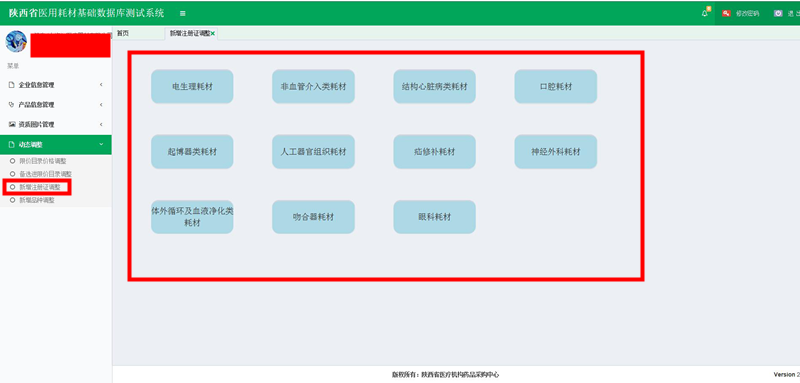 陕西省医用耗材基础数据库测试系统
修改密码
退出
首页
新增注册证调整
菜单
企业信息管理
产品信息管理
资质图片管理
动态调整
限价目录价格调整
备选进限价目录调整
新增注册证调整
新增品种调整
电生理耗材
非血管介入类耗材
结构心脏病类耗材
口腔耗材
起搏器类耗材
人工器官组织耗材
疝修补耗材
神经外科耗材
体外循环及血液净化类
耗材
吻合器耗材
眼科耗材
版权所有：陕西省医疗机构药品采购中心
Version 2